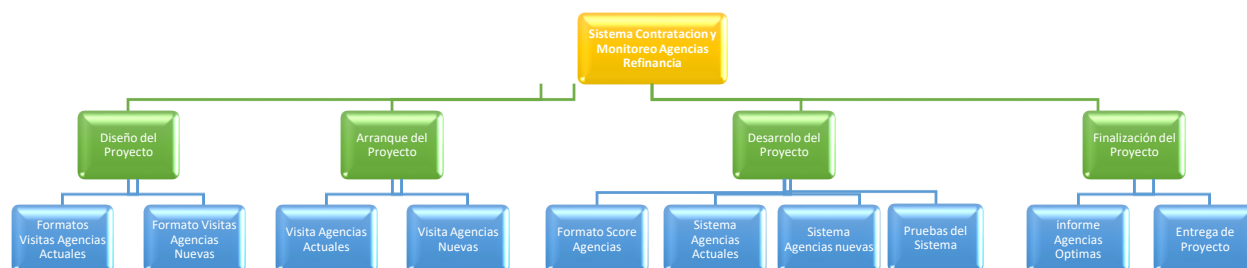 Sistema Contratacion y
Monitoreo Agencias
Refinancia
Diseño del
Proyecto
Arranque del
Proyecto
Desarrolo del
Proyecto
Finalización del
Proyecto
Formatos
Visitas Agencias
Actuales
Formato Visitas
Agencias
Nuevas
Visita Agencias
Actuales
Visita Agencias
Nuevas
Formato Score
Agencias
Sistema
Agencias
Actuales
Sistema
Agencias nuevas
Pruebas del
Sistema
informe
Agencias
Optimas
Entrega de
Proyecto